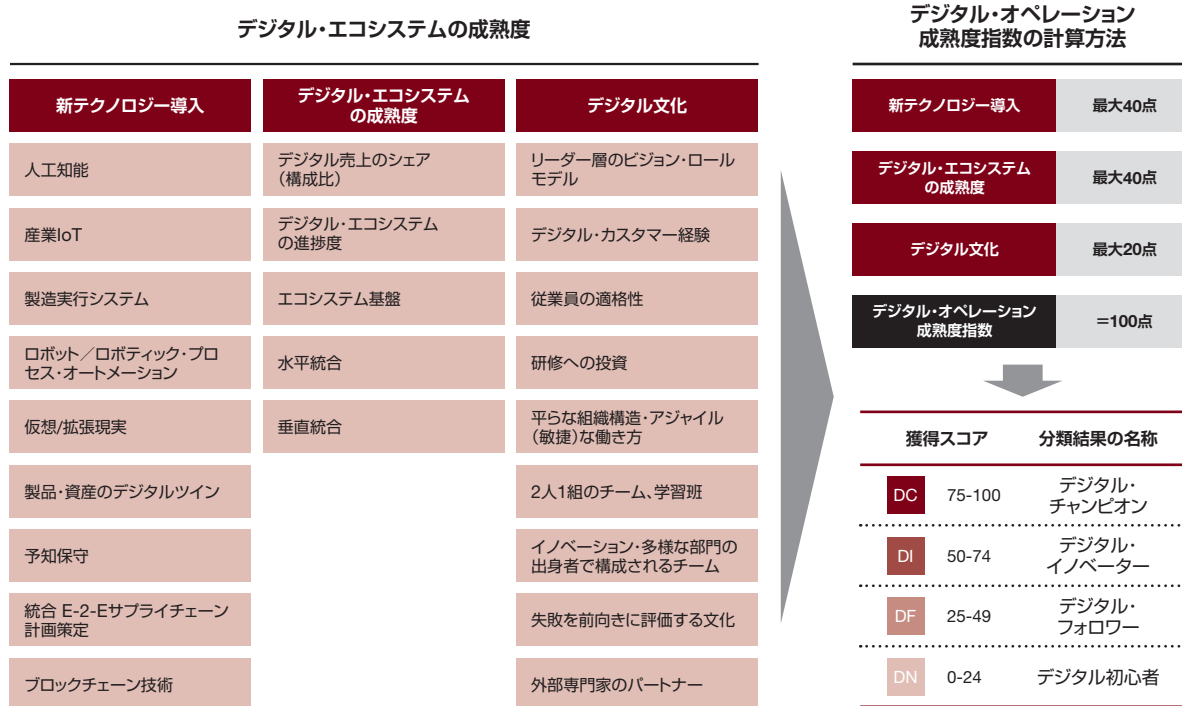 デジタル・エコシステムの成熟度
新テクノロジー導入
人工知能
産業IoT
製造実行システム
ロボット／ロボティック・プロ
セス・オートメーション
仮想/拡張現実
製品・資産のデジタルツイン
予知保守
統合 E-2-Eサプライチェーン
計画策定
ブロックチェーン技術
デジタル・エコシステム
の成熟度
デジタル売上のシェア
（構成比）
デジタル・エコシステム
の進捗度
エコシステム基盤
水平統合
垂直統合
デジタル文化
リーダー層のビジョン・ロール
モデル
デジタル・カスタマー経験
従業員の適格性
研修への投資
平らな組織構造・アジャイル
（敏捷）な働き方
2人1組のチーム、学習班
イノベーション・多様な部門の
出身者で構成されるチーム
失敗を前向きに評価する文化
外部専門家のパートナー
デジタル・オペレーション
成熟度指数の計算方法
新テクノロジー導入 最大40点
デジタル・エコシステム
の成熟度 最大40点
デジタル文化 最大20点
デジタル・オペレーション
成熟度指数 ＝100点
獲得スコア 分類結果の名称
DC 75-100 デジタル・
チャンピオン
DI 50-74 デジタル・
イノベーター
DF 25-49 デジタル・
フォロワー
DN 0-24 デジタル初心者